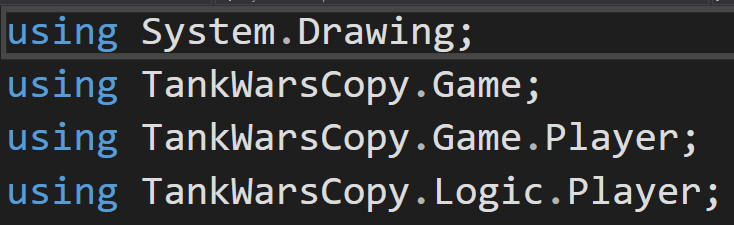 using System.Drawing;
using TankWarsCopy.Game;
using TankWarsCopy.Game.Player;
using TankWarsCopy.Logic.Player;